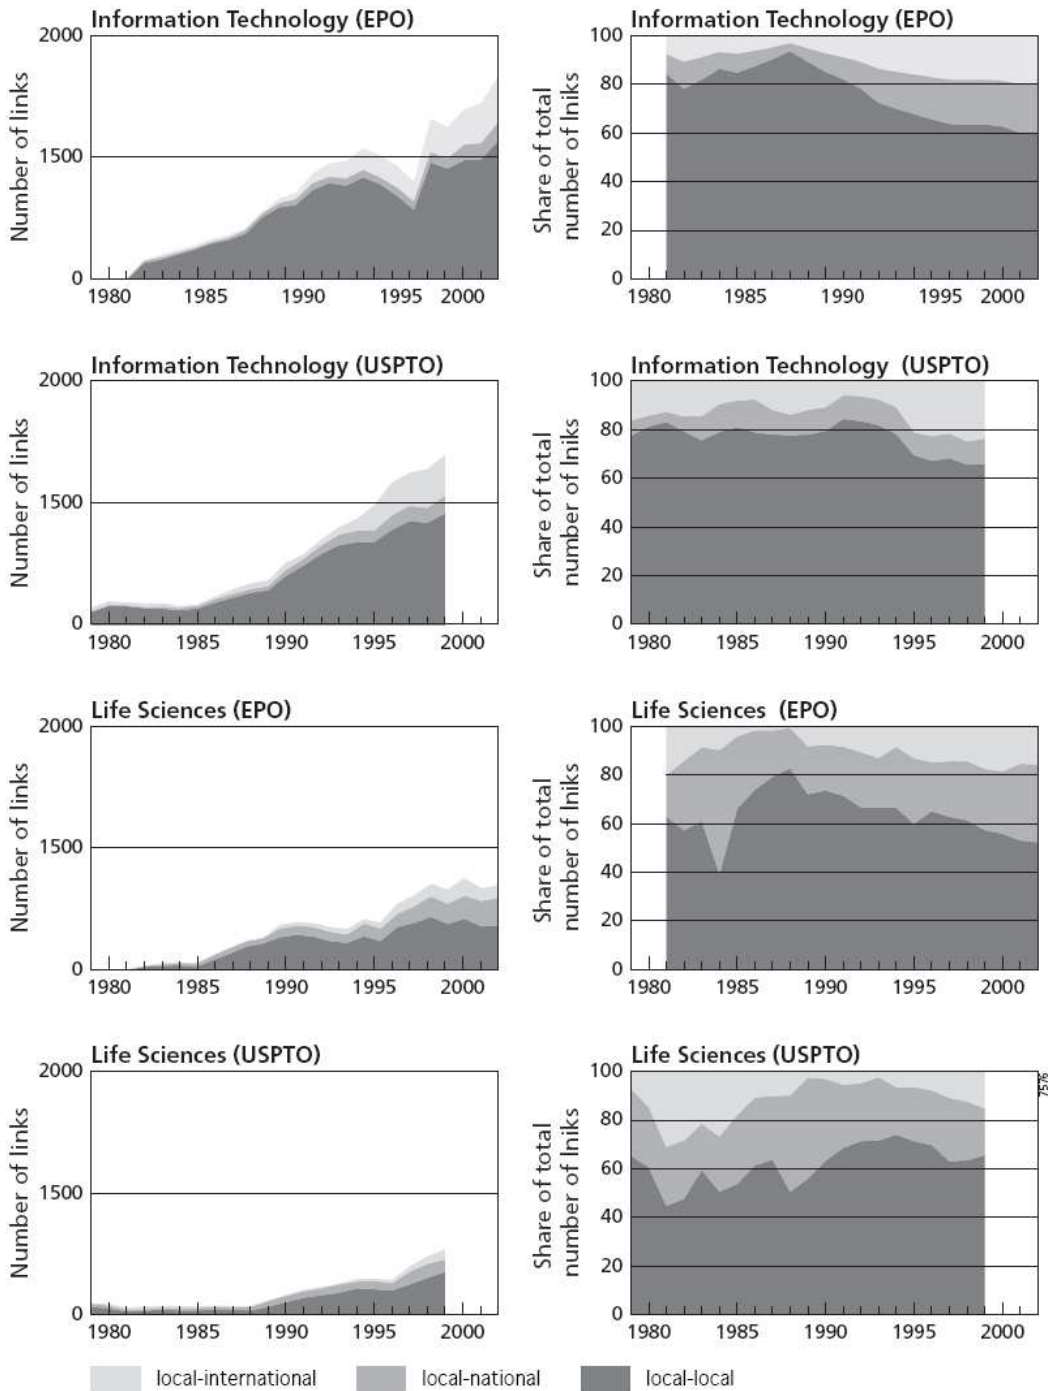 Information Technology (EPO)
Number of links
2000
1500
0
1980 1985 1990 1995 2000
Information Technology (EPO)
Share of total
number of lniks
100
80
60
40
20
0
1980 1985 1990 1995 2000
Information Technology (USPTO)
Number of links
2000
1500
0
1980 1985 1990 1995 2000
Information Technology (USPTO)
Share of total
number of lniks
100
80
60
40
20
0
1980 1985 1990 1995 2000
Life Sciences (EPO)
Number of links
2000
1500
0
1980 1985 1990 1995 2000
Life Sciences (EPO)
Share of total
number of lniks
100
80
60
40
20
0
1980 1985 1990 1995 2000
Life Sciences (USPTO)
Number of links
2000
1500
0
1980 1985 1990 1995 2000
Life Sciences (USPTO)
Share of total
number of lniks
100
80
60
40
20
0
1980 1985 1990 1995 2000
7576
local-international local-national local-local